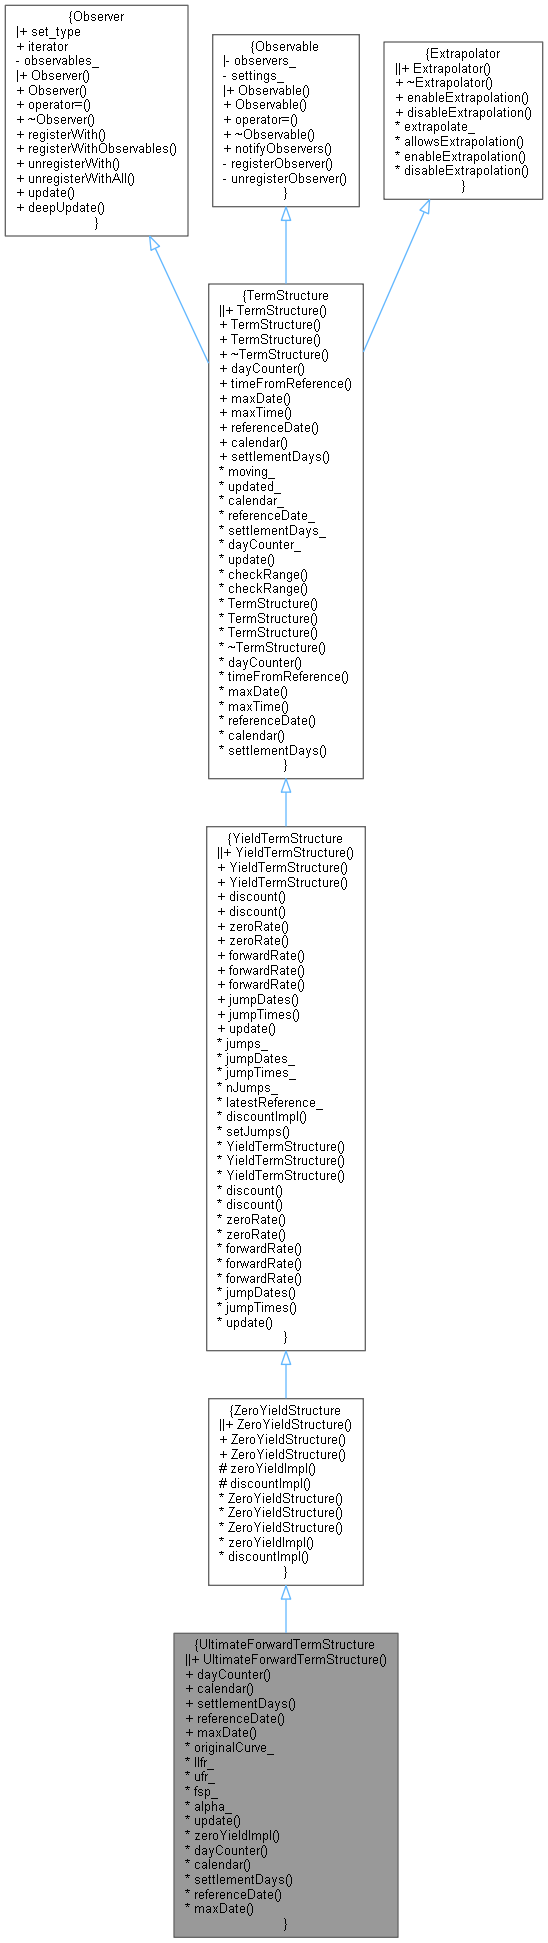 {Observer
|+ set_type
+ iterator
- observables_
|+ Observer()
+ Observer()
+ operator=()
+ ~Observer()
+ registerWith()
+ registerWithObservables()
+ unregisterWith()
+ unregisterWithAll()
+ update()
+ deepUpdate()
}
{Observable
|- observers_
- settings_
|+ Observable()
+ Observable()
+ operator=()
+ ~Observable()
+ notifyObservers()
- registerObserver()
- unregisterObserver()
}
{Extrapolator
||+ Extrapolator()
+ ~Extrapolator()
+ enableExtrapolation()
+ disableExtrapolation()
* extrapolate_
* allowsExtrapolation()
* enableExtrapolation()
* disableExtrapolation()
}
{TermStructure
||+ TermStructure()
+ TermStructure()
+ TermStructure()
+ ~TermStructure()
+ dayCounter()
+ timeFromReference()
+ maxDate()
+ maxTime()
+ referenceDate()
+ calendar()
+ settlementDays()
* moving_
* updated_
* calendar_
* referenceDate_
* settlementDays_
* dayCounter_
* update()
* checkRange()
* checkRange()
* TermStructure()
* TermStructure()
* TermStructure()
* ~TermStructure()
* dayCounter()
* timeFromReference()
* maxDate()
* maxTime()
* referenceDate()
* calendar()
* settlementDays()
}
{YieldTermStructure
||+ YieldTermStructure()
+ YieldTermStructure()
+ YieldTermStructure()
+ discount()
+ discount()
+ zeroRate()
+ zeroRate()
+ forwardRate()
+ forwardRate()
+ forwardRate()
+ jumpDates()
+ jumpTimes()
+ update()
* jumps_
* jumpDates_
* jumpTimes_
* nJumps_
* latestReference_
* discountImpl()
* setJumps()
* YieldTermStructure()
* YieldTermStructure()
* YieldTermStructure()
* discount()
* discount()
* zeroRate()
* zeroRate()
* forwardRate()
* forwardRate()
* forwardRate()
* jumpDates()
* jumpTimes()
* update()
}
{ZeroYieldStructure
||+ ZeroYieldStructure()
+ ZeroYieldStructure()
+ ZeroYieldStructure()
# zeroYieldImpl()
# discountImpl()
* ZeroYieldStructure()
* ZeroYieldStructure()
* ZeroYieldStructure()
* zeroYieldImpl()
* discountImpl()
}
{UltimateForwardTermStructure
||+ UltimateForwardTermStructure()
+ dayCounter()
+ calendar()
+ settlementDays()
+ referenceDate()
+ maxDate()
* originalCurve_
* llfr_
* ufr_
* fsp_
* alpha_
* update()
* zeroYieldImpl()
* dayCounter()
* calendar()
* settlementDays()
* referenceDate()
* maxDate()
}